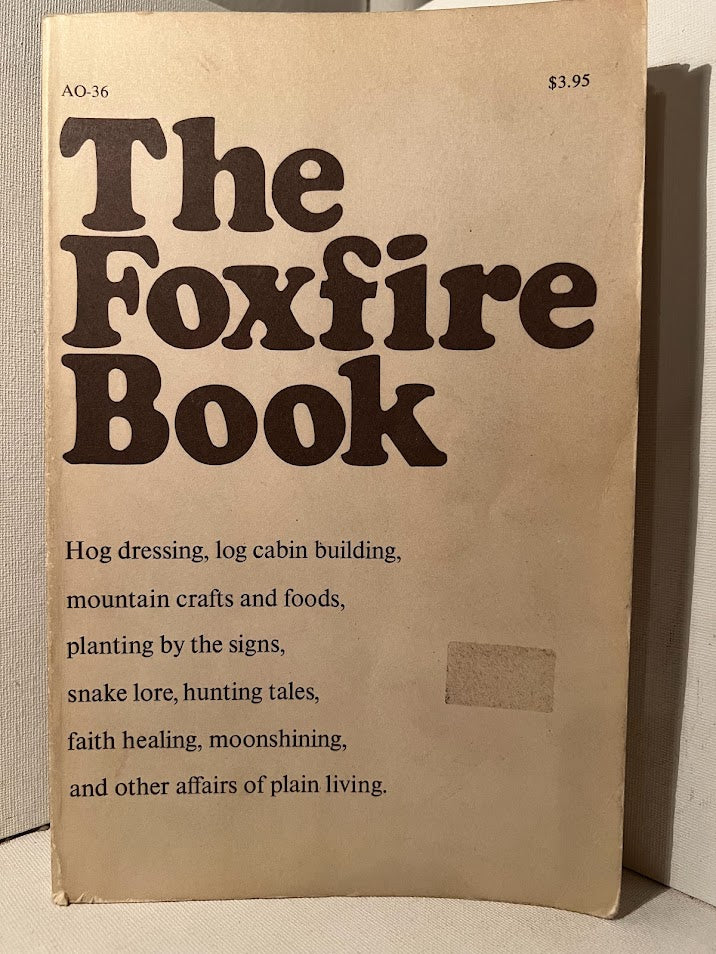 AO-36
$3.95
The
Foxfire
Book
Hog dressing, log cabin building,
mountain crafts and foods,
planting by the signs,
snake lore, hunting tales,
faith healing, moonshining,
and other affairs of plain living.